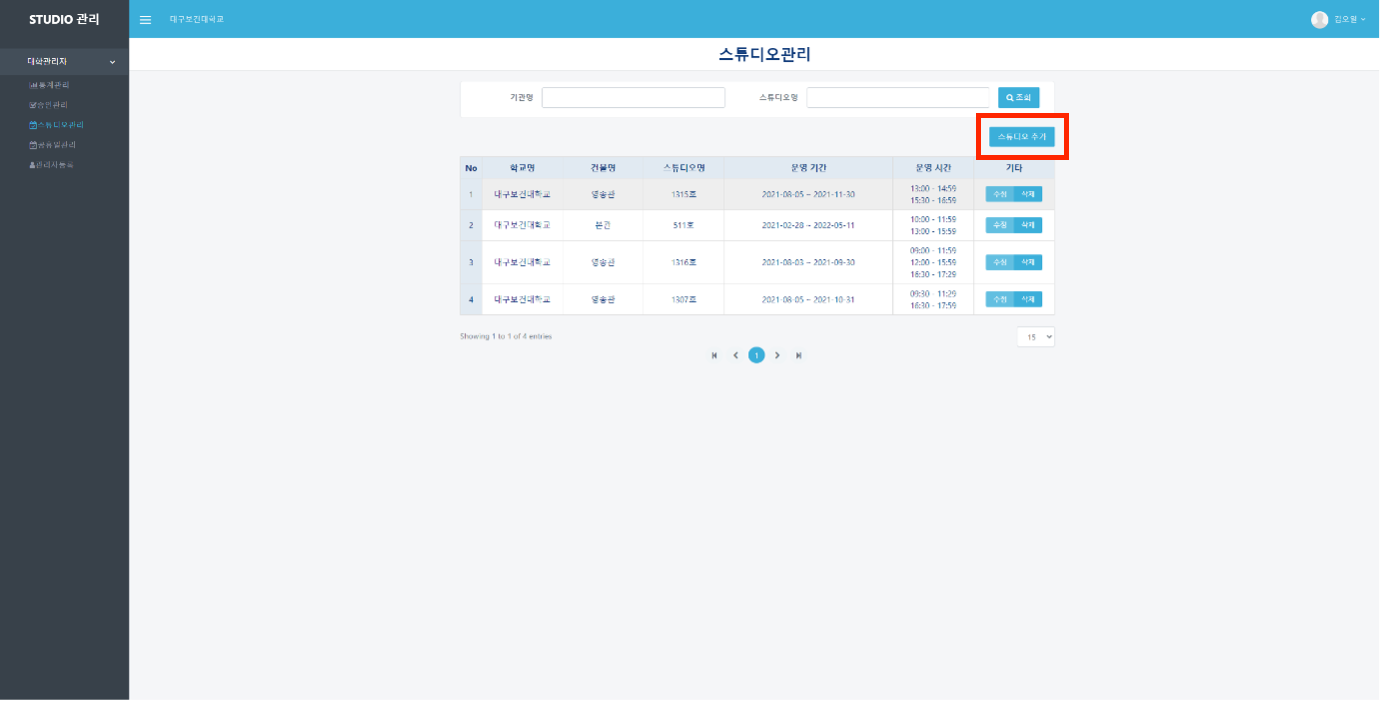 STUDIO 관리
대구보건대학교
김오월
스튜디오관리
대학관리자
통계관리
승인관리
스튜디오관리
공휴일관리
관리자등록
기관명
스튜디오명
조회
스튜디오 추가
No 학교명 건물명 스튜디오명 운영 기간 운영 시간 기타
1 대구보건대학교 영송관 1315호 2021-08-05 ~ 2021-11-30 13:00 - 14:59 수정 삭제
15:30 - 16:59
2 대구보건대학교 본관 511호 2021-02-28 ~ 2022-05-11 10:00 - 11:59 수정 삭제
13:00 - 15:59
3 대구보건대학교 영송관 1316호 2021-08-03 ~ 2021-09-30 09:00 - 11:59 수정 삭제
12:00 - 15:59
16:30 - 17:29
4 대구보건대학교 영송관 1307호 2021-08-05 ~ 2021-10-31 09:30 - 11:29 수정 삭제
16:30 - 17:59
Showing 1 to 1 of 4 entries
15
1